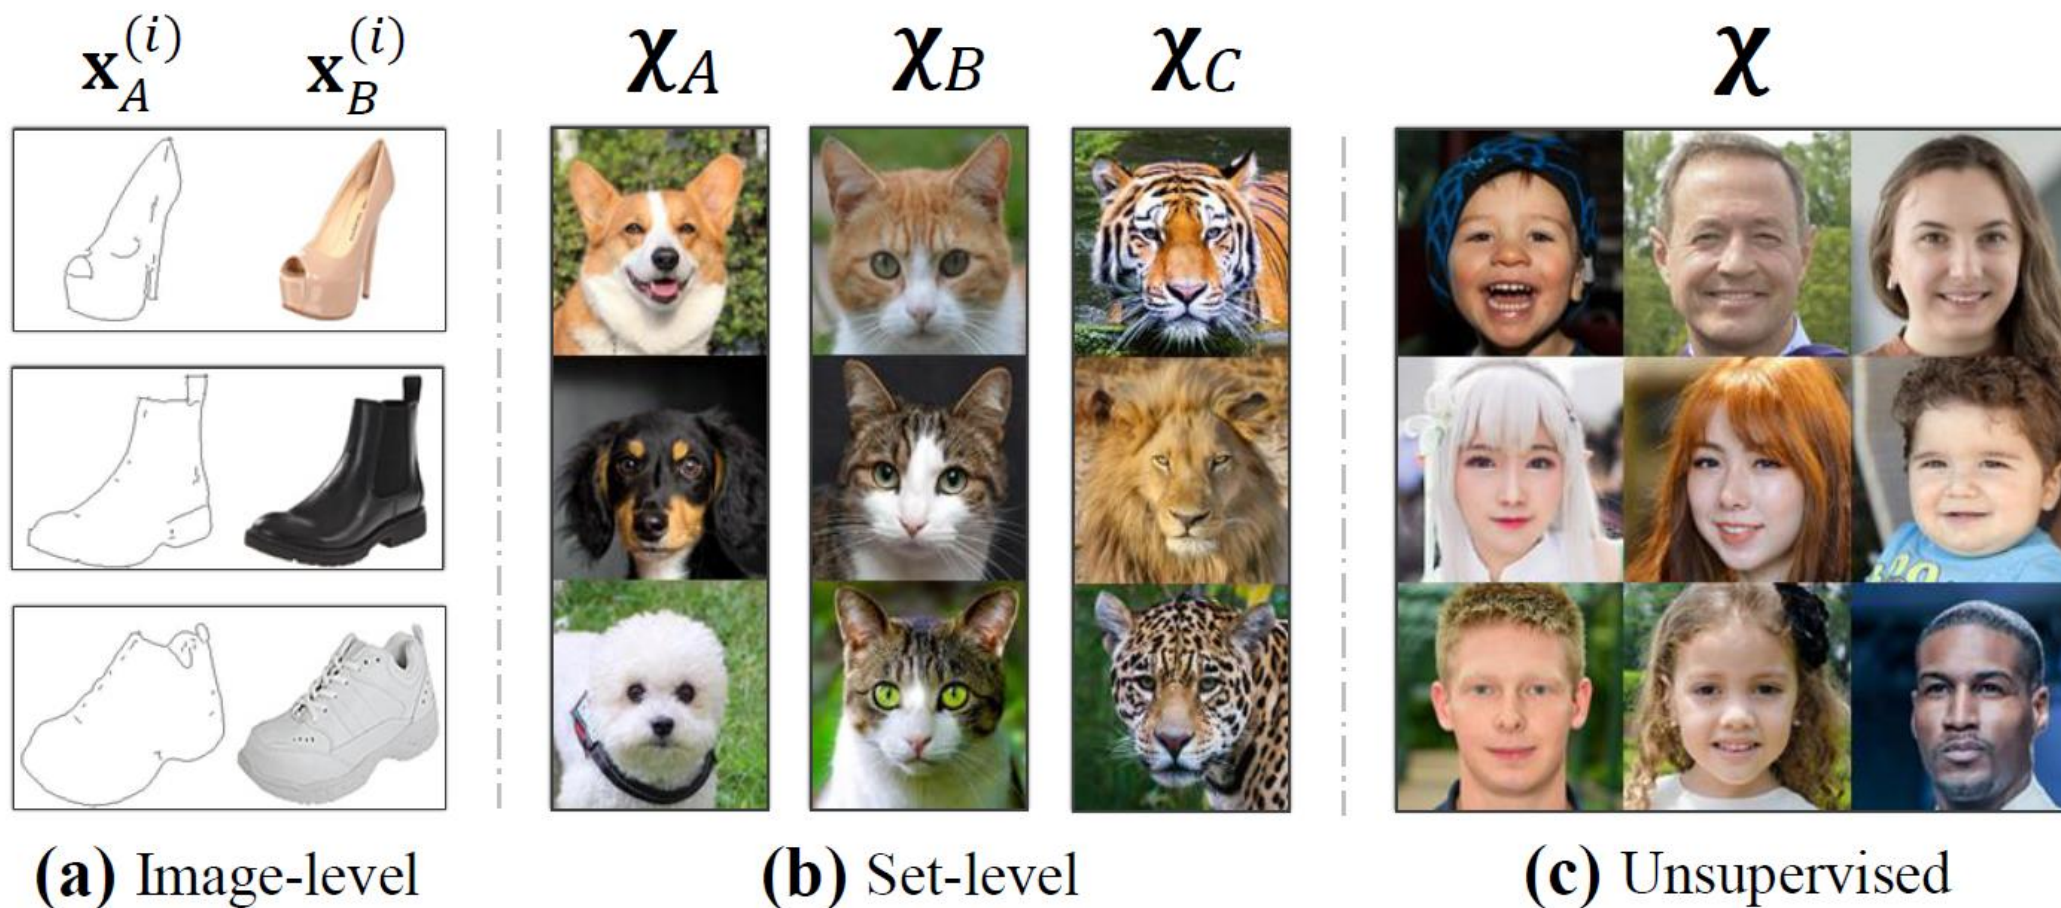 x_A^(i) x_B^(i) χ_A χ_B χ_C χ
(a) Image-level (b) Set-level (c) Unsupervised